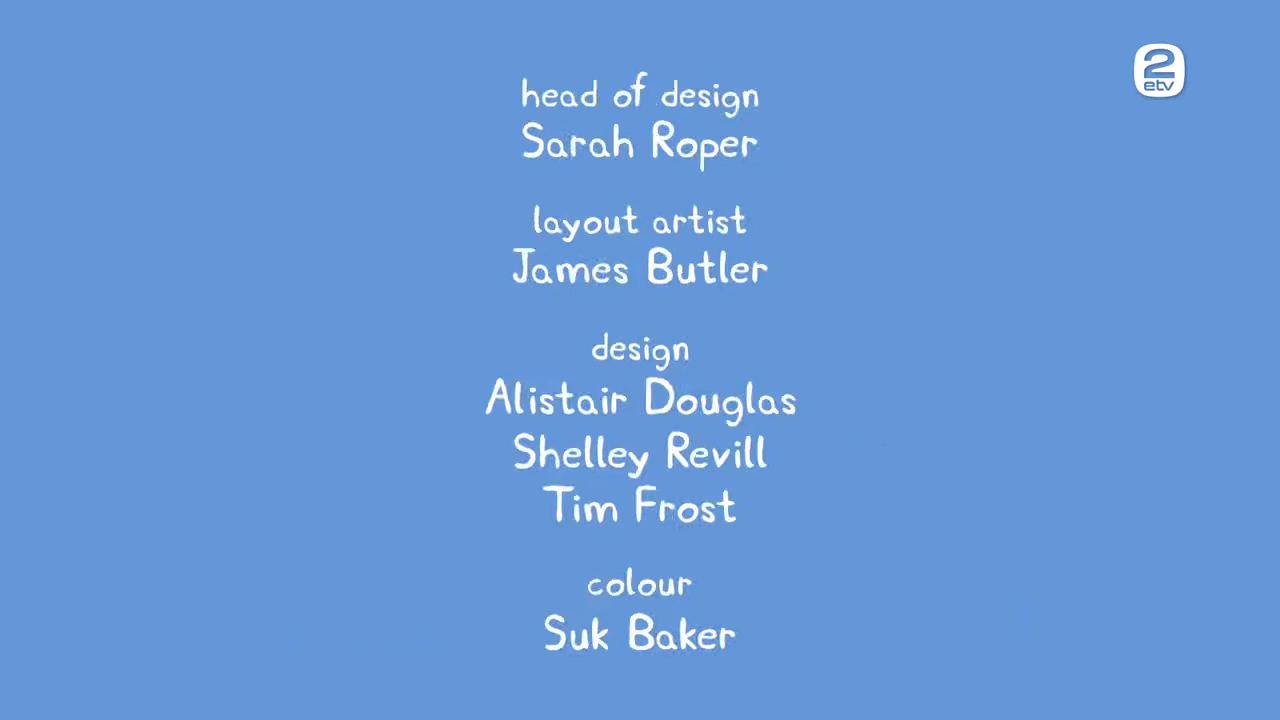 2
etv
head of design
Sarah Roper
layout artist
James Butler
design
Alistair Douglas
Shelley Revill
Tim Frost
colour
Suk Baker